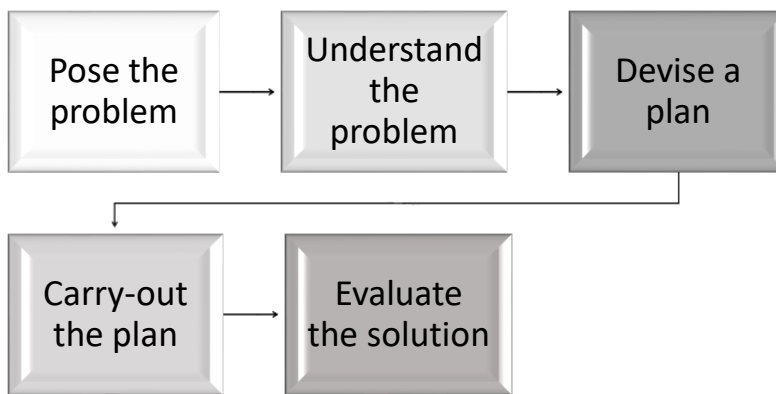 Pose the
problem
Understand
the
problem
Devise a
plan
Carry-out
the plan
Evaluate
the solution